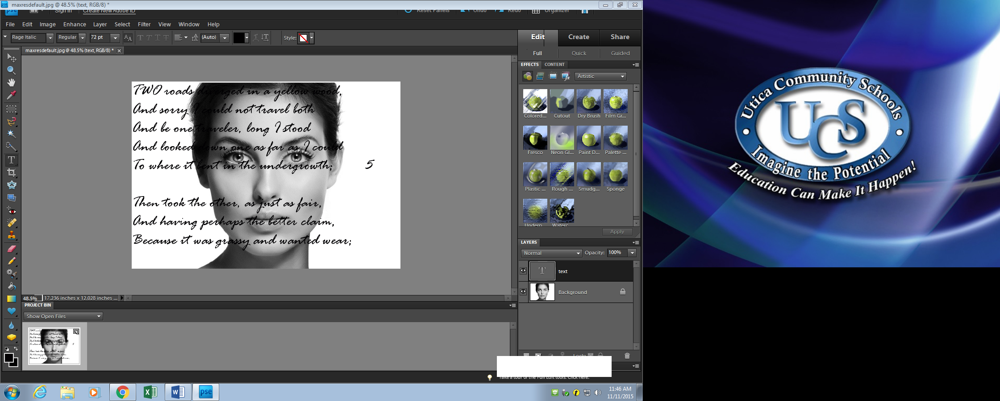 maxresdefault.jpg @ 48.5% (text, RGB/8) *
pse
Sign In
Create New Adobe ID
Reset Panels
Undo
Redo
Organizer
File Edit Image Enhance Layer Select Filter View Window Help
Rage Italic
Regular
72 pt
(Auto)
Style:
Edit Create Share
maxresdefault.jpg @ 48.5% (text, RGB/8) *
Full Quick Guided
EFFECTS CONTENT
Artistic
Colored... Cutout Dry Brush Film Gr...
Fresco Neon Gl... Paint D... Palette ...
Plastic ... Rough ... Smudg... Sponge
Undern Waterc
Apply
TWO roads diverged in a yellow wood,
And sorry I could not travel both
And be one traveler, long I stood
And looked down one as far as I could
To where it bent in the undergrowth; 5
Then took the other, as just as fair,
And having perhaps the better claim,
Because it was grassy and wanted wear;
LAYERS
Normal
Opacity: 100%
text
Background
Lock:
48.5%
17.236 inches x 12.028 inches ...
PROJECT BIN
Show Open Files
Take a tour of the Full Edit tools. Click here.
pse
11:46 AM
11/11/2015
Utica Community Schools
UCS
Imagine the Potential
Education Can Make It Happen!